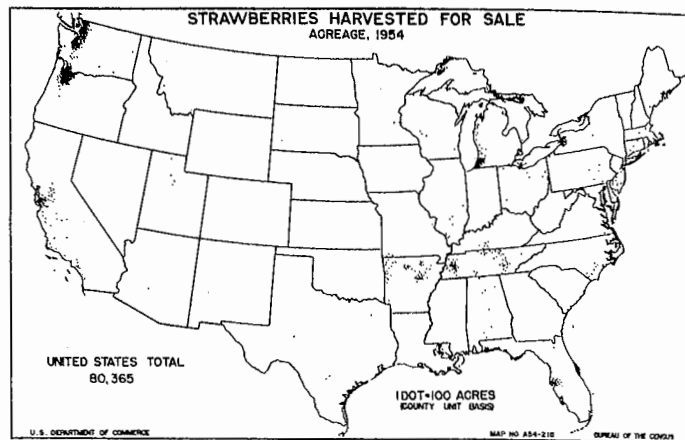 STRAWBERRIES HARVESTED FOR SALE
ACREAGE, 1954
UNITED STATES TOTAL
80,365
1 DOT=100 ACRES
(COUNTY UNIT BASIS)
U. S. DEPARTMENT OF COMMERCE
MAP NO A54-210
BUREAU OF THE CENSUS